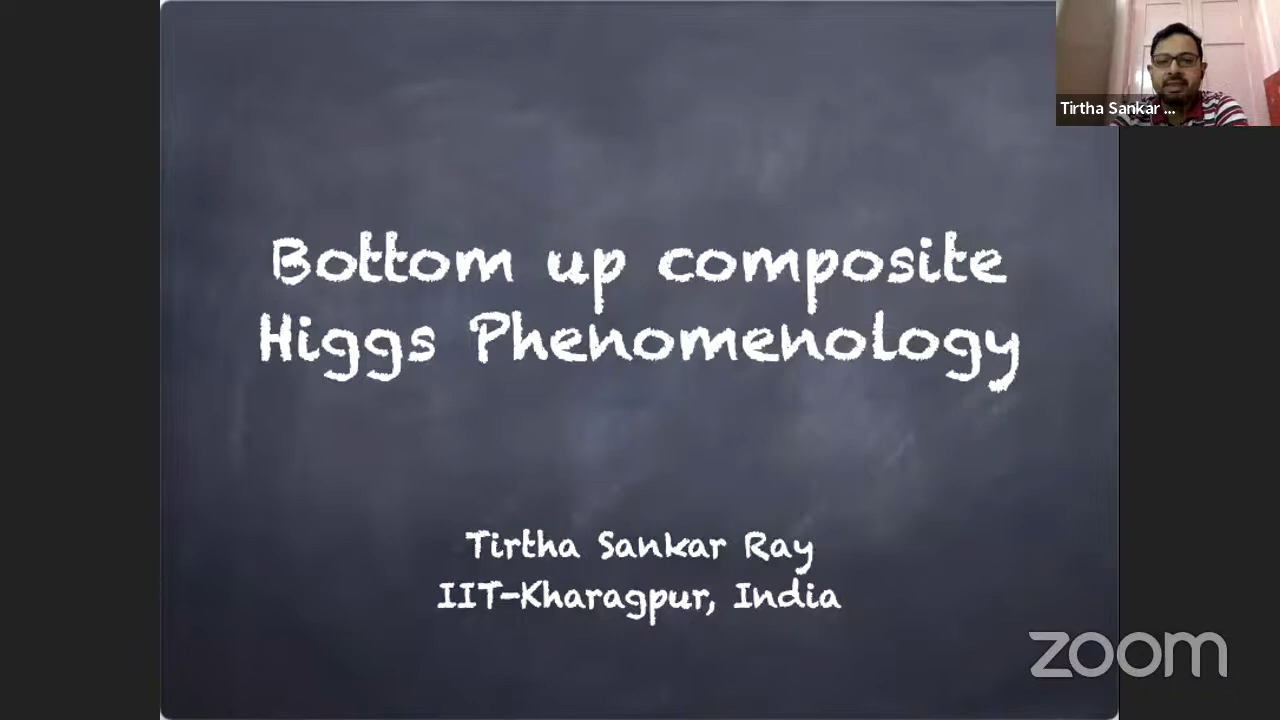 Tirtha Sankar ...
Bottom up composite
Higgs Phenomenology
Tirtha Sankar Ray
IIT-Kharagpur, India
zoom